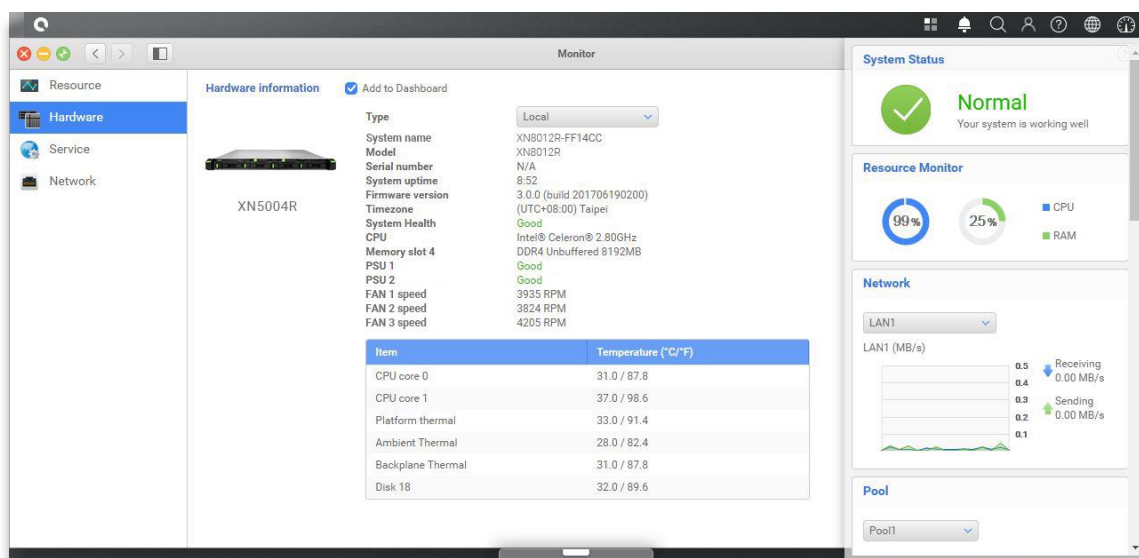 Monitor
Resource
Hardware
Service
Network
Hardware information
Add to Dashboard
XN5004R
Type Local
System name XN8012R-FF14CC
Model XN8012R
Serial number N/A
System uptime 8:52
Firmware version 3.0.0 (build 201706190200)
Timezone (UTC+08:00) Taipei
System Health Good
CPU Intel® Celeron® 2.80GHz
Memory slot 4 DDR4 Unbuffered 8192MB
PSU 1 Good
PSU 2 Good
FAN 1 speed 3935 RPM
FAN 2 speed 3824 RPM
FAN 3 speed 4205 RPM
Item Temperature (°C/°F)
CPU core 0 31.0 / 87.8
CPU core 1 37.0 / 98.6
Platform thermal 33.0 / 91.4
Ambient Thermal 28.0 / 82.4
Backplane Thermal 31.0 / 87.8
Disk 18 32.0 / 89.6
System Status
Normal
Your system is working well
Resource Monitor
99%
25%
CPU
RAM
Network
LAN1
LAN1 (MB/s)
0.5
0.4
0.3
0.2
0.1
Receiving
0.00 MB/s
Sending
0.00 MB/s
Pool
Pool1